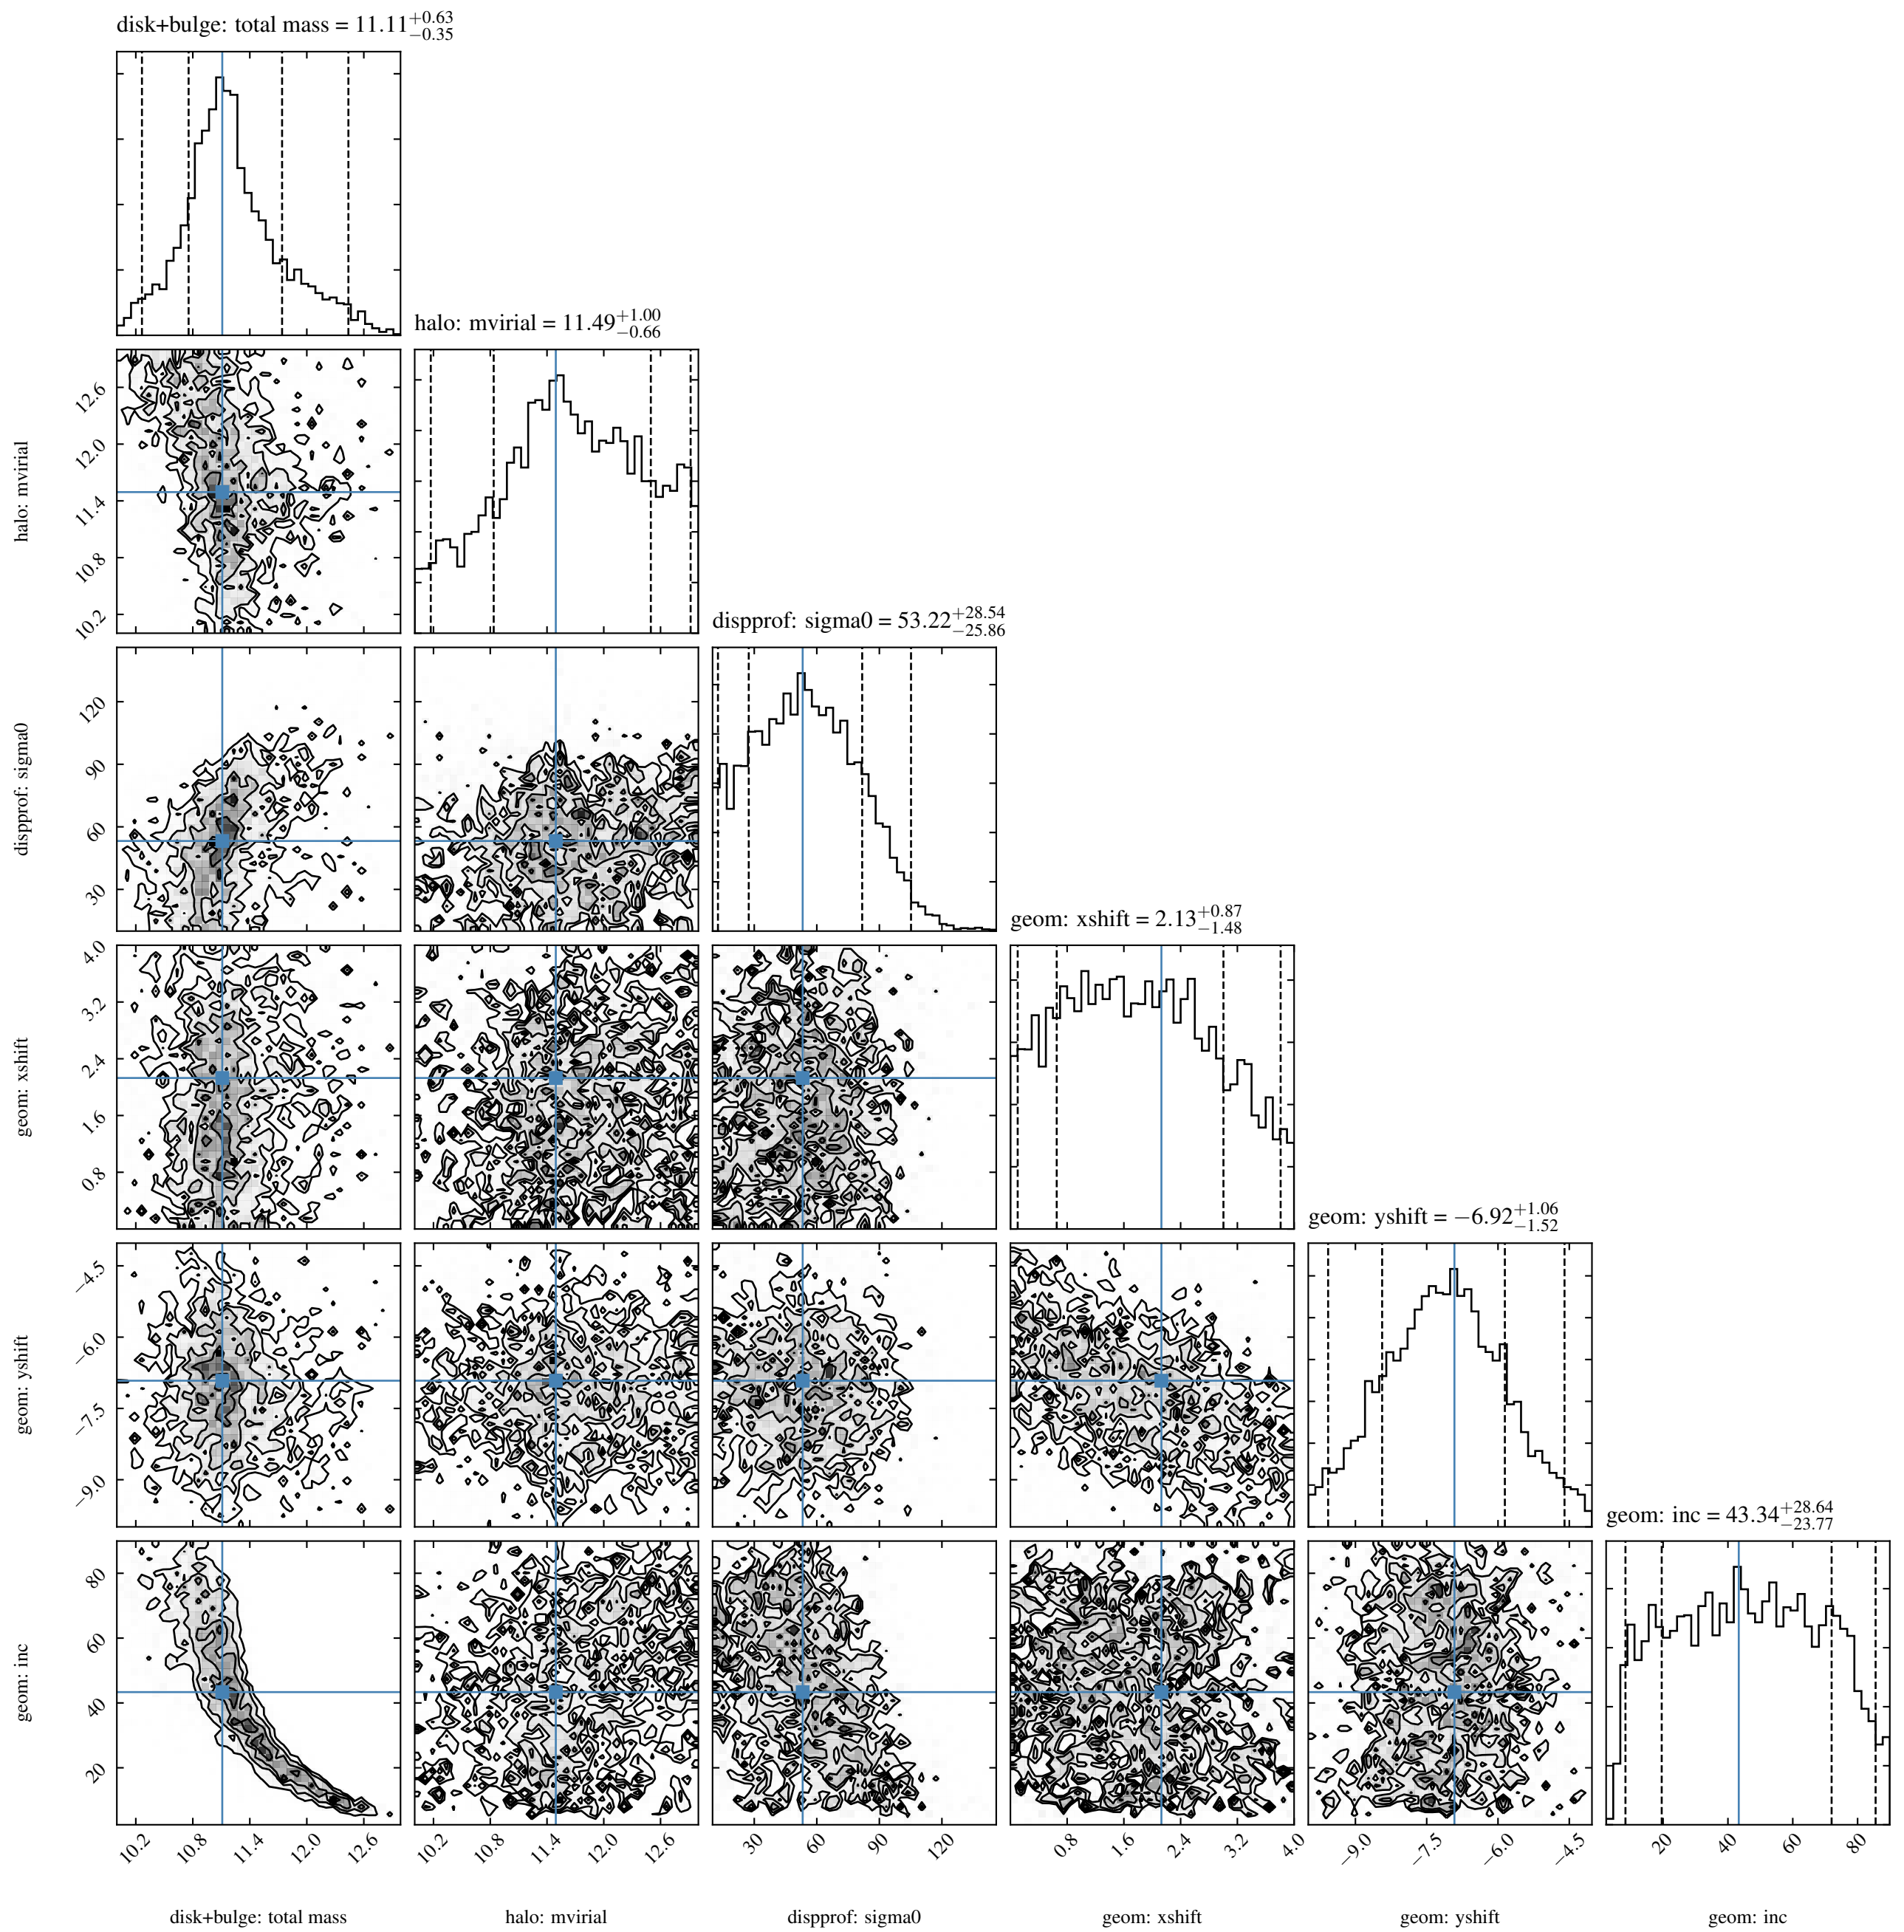 disk+bulge: total mass = 11.11+0.63 −0.35
halo: mvirial = 11.49+1.00 −0.66
12.6
12.0
11.4
10.8
10.2
halo: mvirial
dispprof: sigma0 = 53.22+28.54 −25.86
120
90
60
30
dispprof: sigma0
geom: xshift = 2.13+0.87 −1.48
4.0
3.2
2.4
1.6
0.8
geom: xshift
geom: yshift = −6.92+1.06 −1.52
−4.5
−6.0
−7.5
−9.0
geom: yshift
geom: inc = 43.34+28.64 −23.77
80
60
40
20
geom: inc
10.2 10.8 11.4 12.0 12.6 10.2 10.8 11.4 12.0 12.6 30 60 90 120 0.8 1.6 2.4 3.2 4.0 −9.0 −7.5 −6.0 −4.5 20 40 60 80
disk+bulge: total mass halo: mvirial dispprof: sigma0 geom: xshift geom: yshift geom: inc